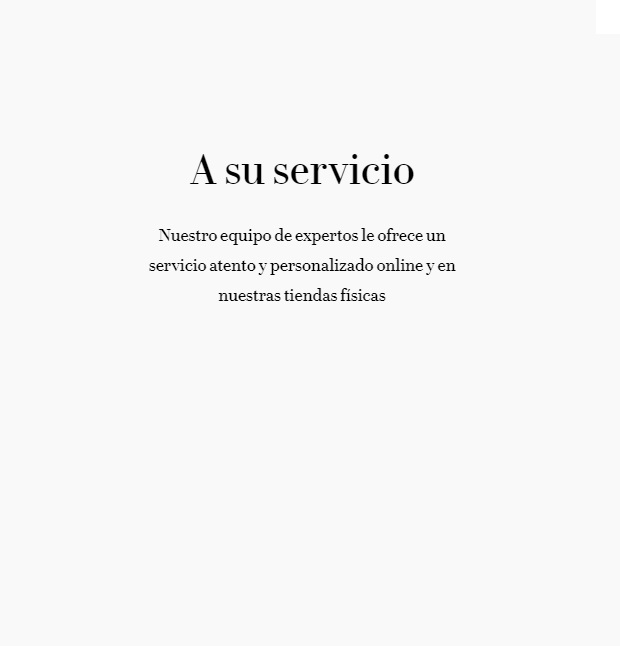 A su servicio
Nuestro equipo de expertos le ofrece un
servicio atento y personalizado online y en
nuestras tiendas físicas